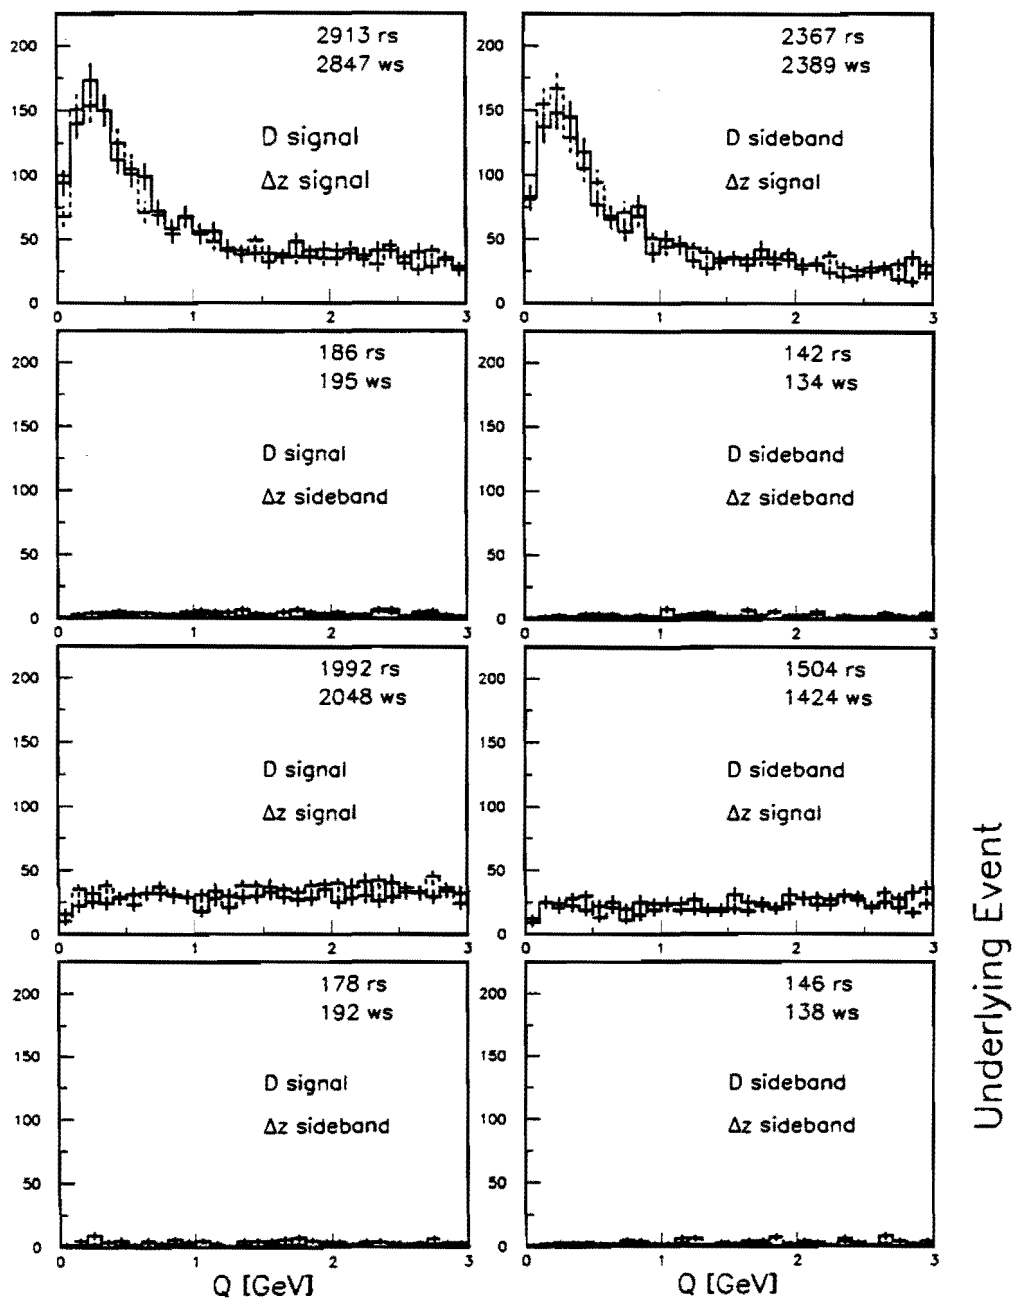 2913 rs
2847 ws
D signal
Δz signal
200
150
100
50
0
0 1 2 3
2367 rs
2389 ws
D sideband
Δz signal
200
150
100
50
0
0 1 2 3
186 rs
195 ws
D signal
Δz sideband
200
150
100
50
0
0 1 2 3
142 rs
134 ws
D sideband
Δz sideband
200
150
100
50
0
0 1 2 3
1992 rs
2048 ws
D signal
Δz signal
200
150
100
50
0
0 1 2 3
1504 rs
1424 ws
D sideband
Δz signal
200
150
100
50
0
0 1 2 3
178 rs
192 ws
D signal
Δz sideband
200
150
100
50
0
0 1 2 3
Q [GeV]
146 rs
138 ws
D sideband
Δz sideband
200
150
100
50
0
0 1 2 3
Q [GeV]
Underlying Event